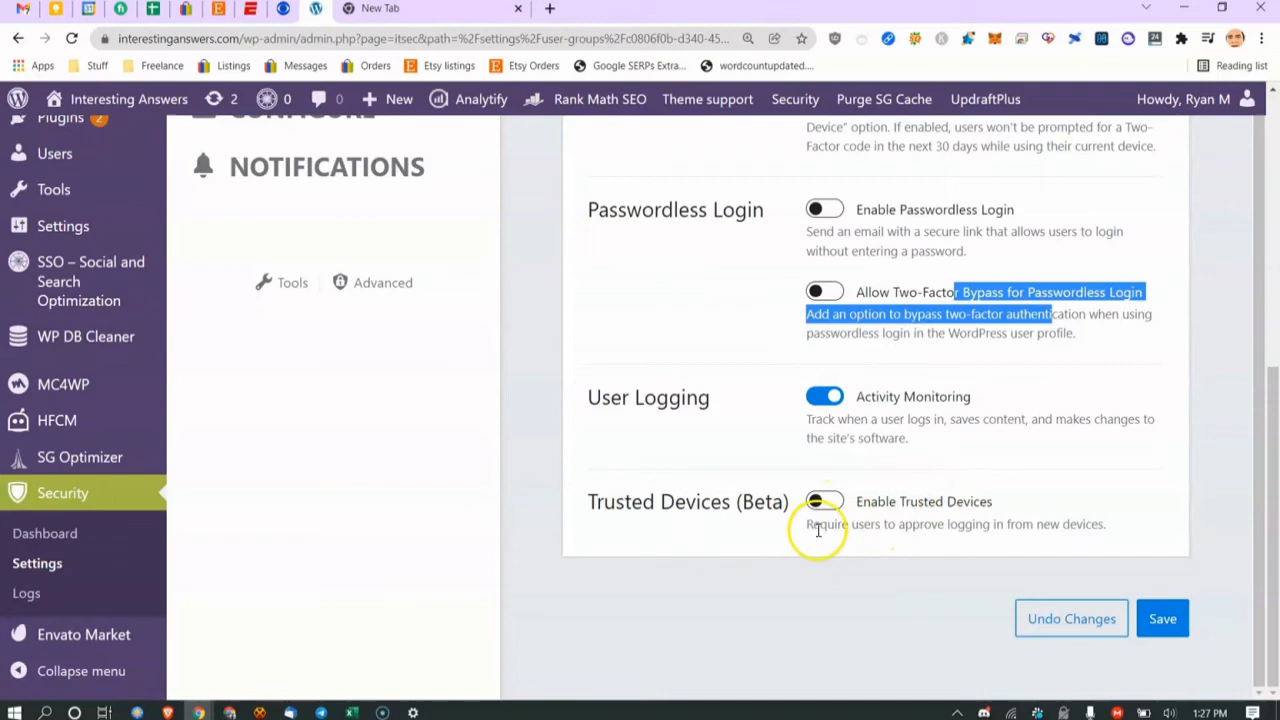 New Tab
interestinganswers.com/wp-admin/admin.php?page=itsec&path=%2Fsettings%2Fuser-groups%2Fc0806f0b-d340-45...
Apps Stuff Freelance Listings Messages Orders Etsy listings Etsy Orders Google SERPs Extra... wordcountupdated.... Reading list
Interesting Answers 2 0 New Analytify Rank Math SEO Theme support Security Purge SG Cache UpdraftPlus Howdy, Ryan M
Plugins 2
Users
Tools
Settings
SSO – Social and
Search
Optimization
WP DB Cleaner
MC4WP
HFCM
SG Optimizer
Security
Dashboard
Settings
Logs
Envato Market
Collapse menu
CONFIGURE
NOTIFICATIONS
Tools Advanced
Device" option. If enabled, users won't be prompted for a Two-
Factor code in the next 30 days while using their current device.
Passwordless Login
Enable Passwordless Login
Send an email with a secure link that allows users to login
without entering a password.
Allow Two-Factor Bypass for Passwordless Login
Add an option to bypass two-factor authentication when using
passwordless login in the WordPress user profile.
User Logging
Activity Monitoring
Track when a user logs in, saves content, and makes changes to
the site's software.
Trusted Devices (Beta)
Enable Trusted Devices
Require users to approve logging in from new devices.
Undo Changes Save
1:27 PM